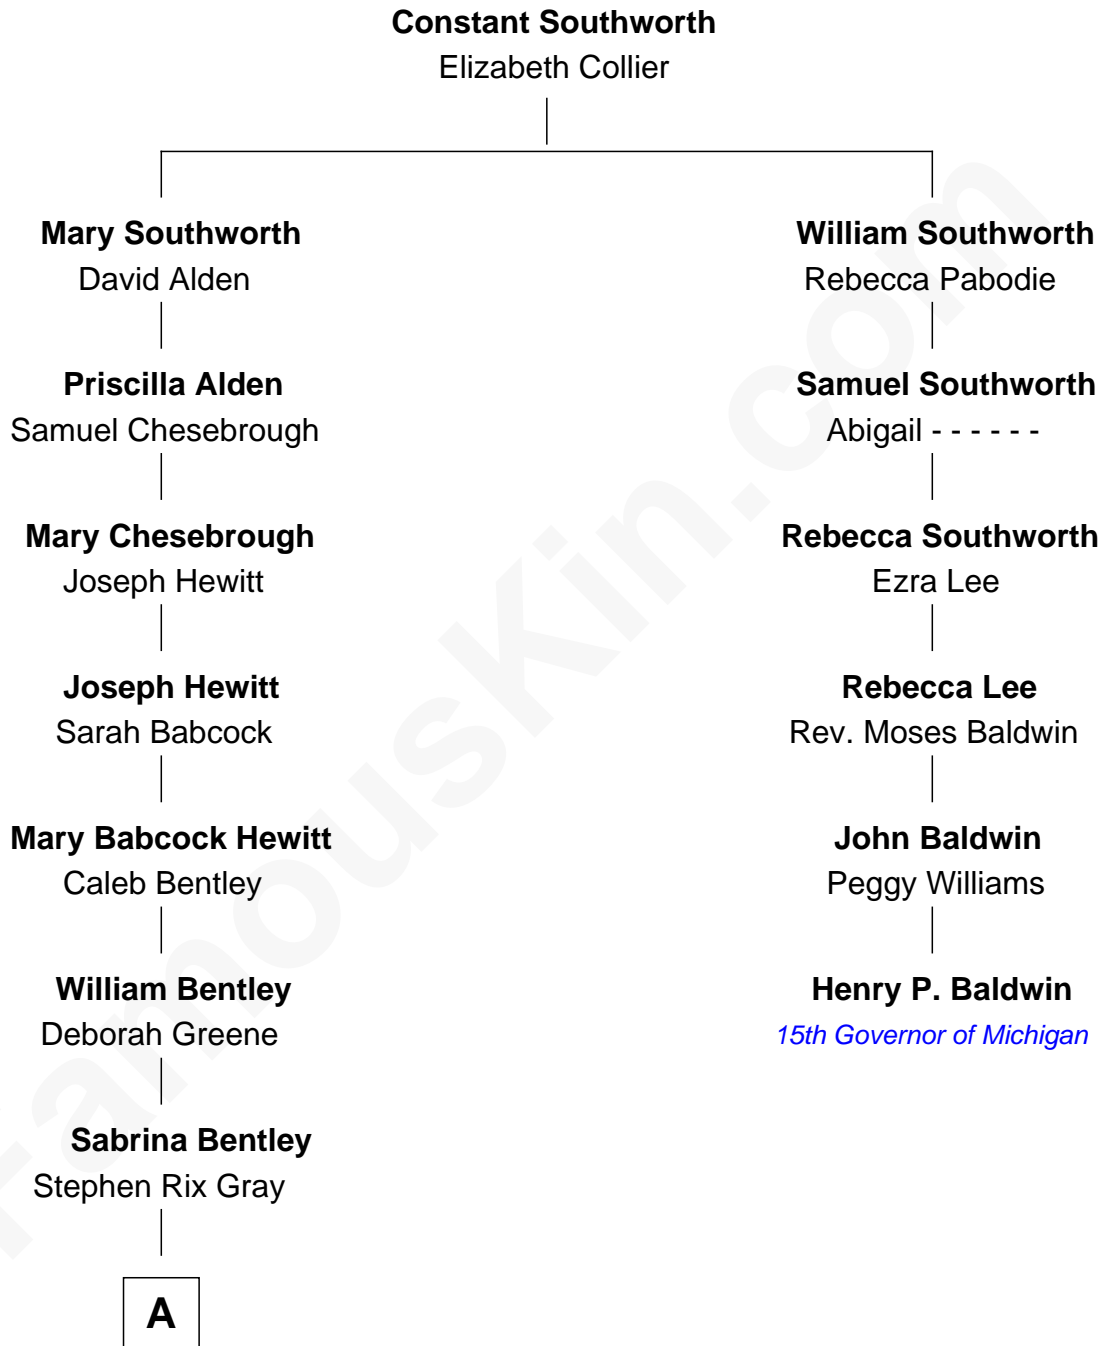 Constant Southworth
Elizabeth Collier
Mary Southworth
David Alden
William Southworth
Rebecca Pabodie
Priscilla Alden
Samuel Chesebrough
Samuel Southworth
Abigail - - - - - -
Mary Chesebrough
Joseph Hewitt
Rebecca Southworth
Ezra Lee
Joseph Hewitt
Sarah Babcock
Rebecca Lee
Rev. Moses Baldwin
Mary Babcock Hewitt
Caleb Bentley
John Baldwin
Peggy Williams
William Bentley
Deborah Greene
Henry P. Baldwin
15th Governor of Michigan
Sabrina Bentley
Stephen Rix Gray
A
FamousKin.com